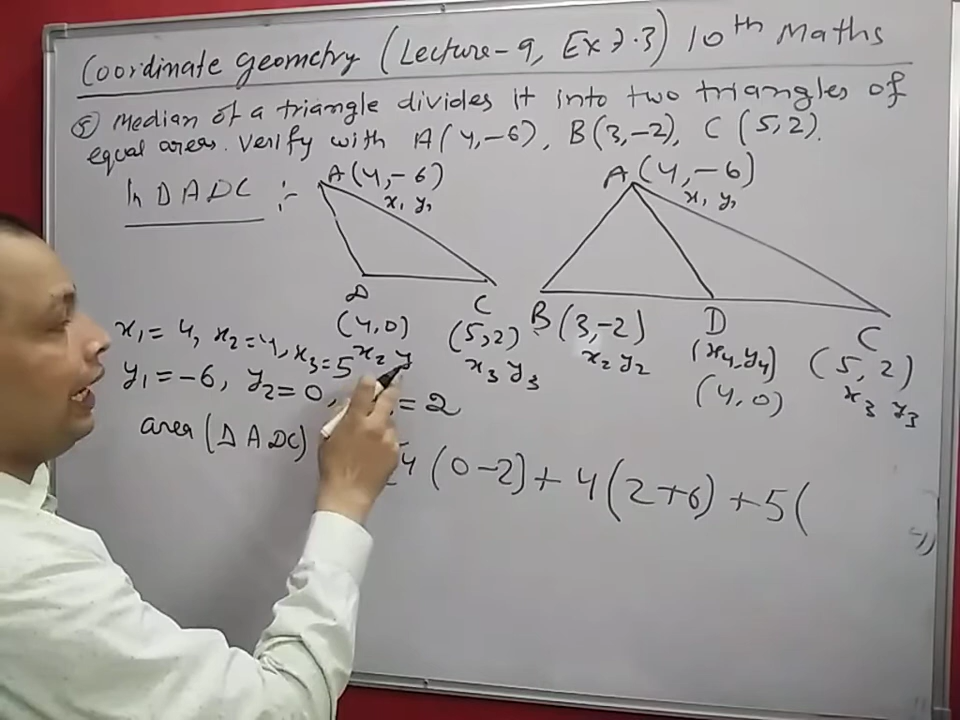 Coordinate Geometry (Lecture-9, Ex 7.3) 10th Maths
⑤ Median of a triangle divides it into two triangles of
equal areas. Verify with A(4,-6), B(3,-2), C(5,2).
In Δ ADC :-
A(4,-6)
x₁ y₁
D
(4,0)
x₂ y
C
(5,2)
x₃ y₃
A(4,-6)
x₁ y₁
B(3,-2)
x₂ y₂
D
(x₄,y₄)
(4,0)
C
(5,2)
x₃ y₃
x₁ = 4, x₂ = 4, x₃ = 5
y₁ = -6, y₂ = 0, = 2
area (Δ ADC)
4(0-2) + 4(2+6) + 5(